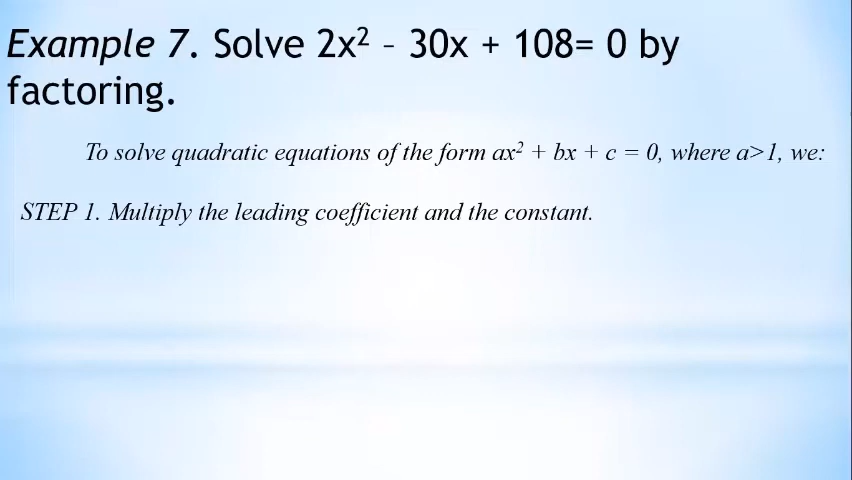 Example 7. Solve 2x² – 30x + 108= 0 by
factoring.
To solve quadratic equations of the form ax² + bx + c = 0, where a>1, we:
STEP 1. Multiply the leading coefficient and the constant.